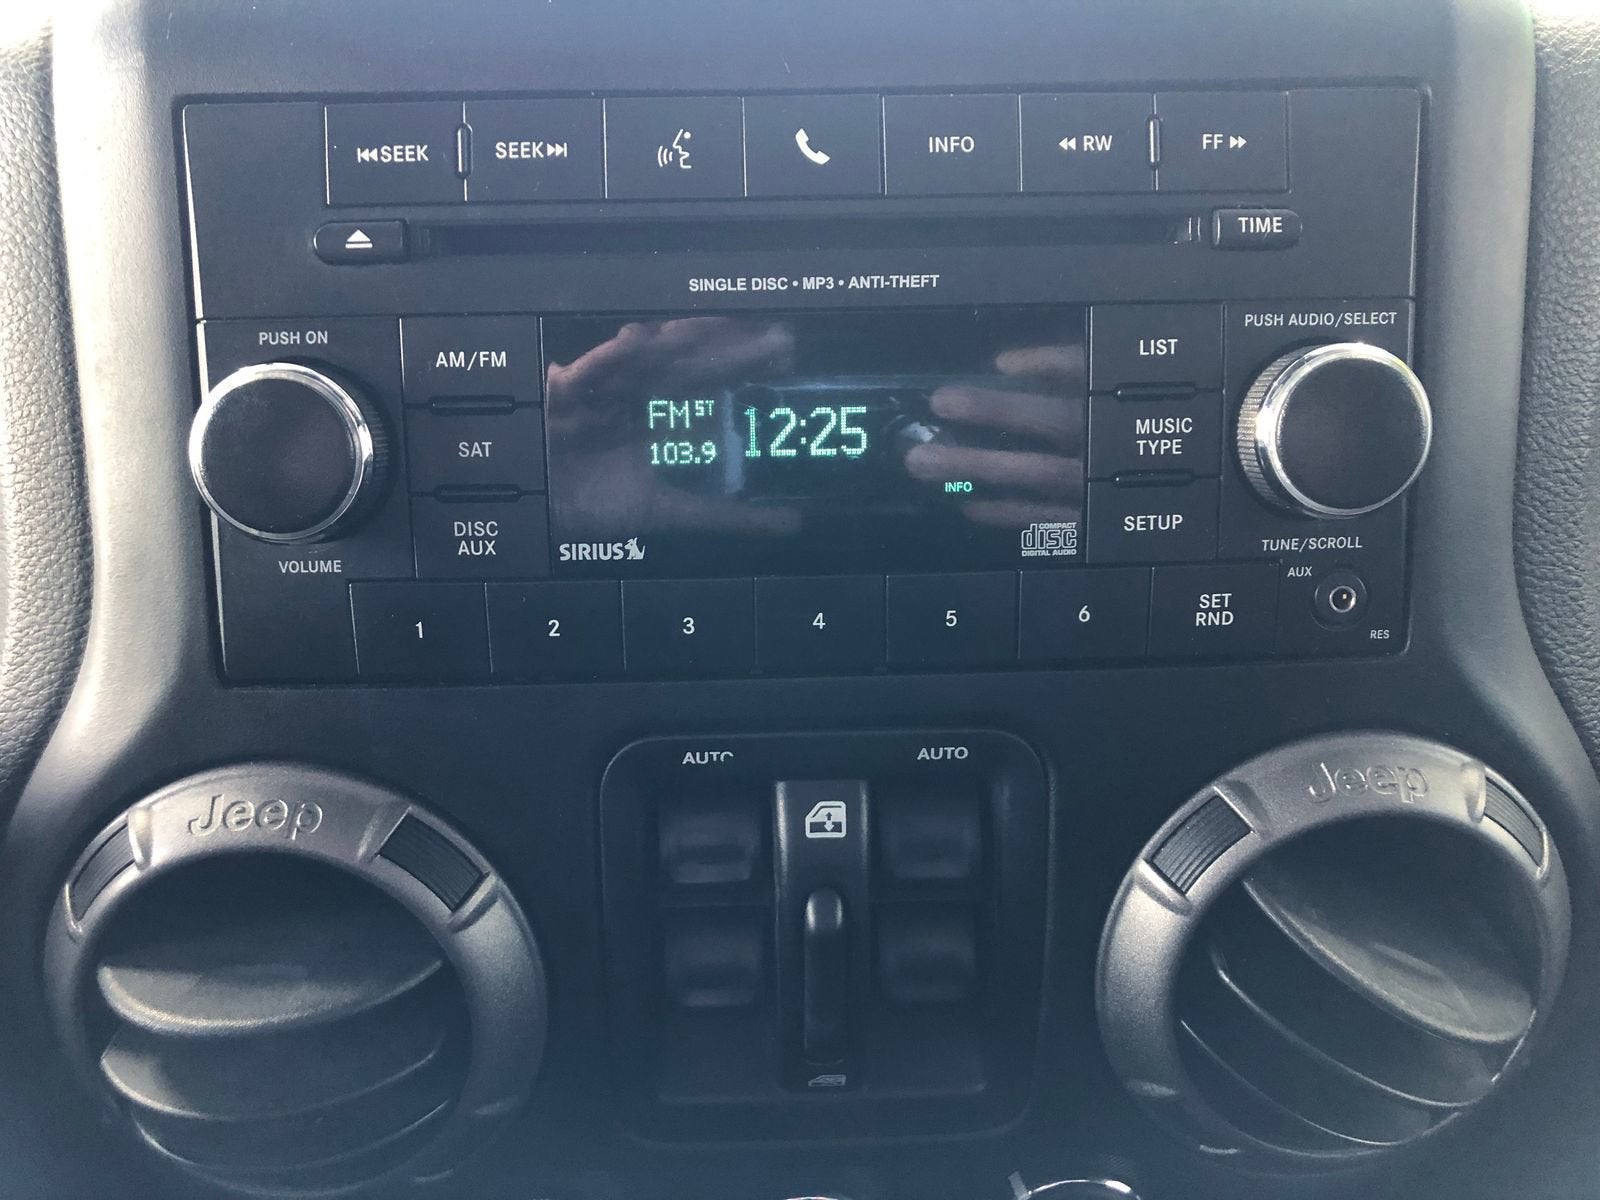 SEEK SEEK INFO RW FF
TIME
SINGLE DISC • MP3 • ANTI-THEFT
PUSH ON
PUSH AUDIO/SELECT
AM/FM
SAT
DISC
AUX
FM ST
103.9
12:25
INFO
SIRIUS
COMPACT
disc
DIGITAL AUDIO
LIST
MUSIC
TYPE
SETUP
VOLUME
TUNE/SCROLL
AUX
RES
1 2 3 4 5 6
SET
RND
AUTO AUTO
Jeep Jeep